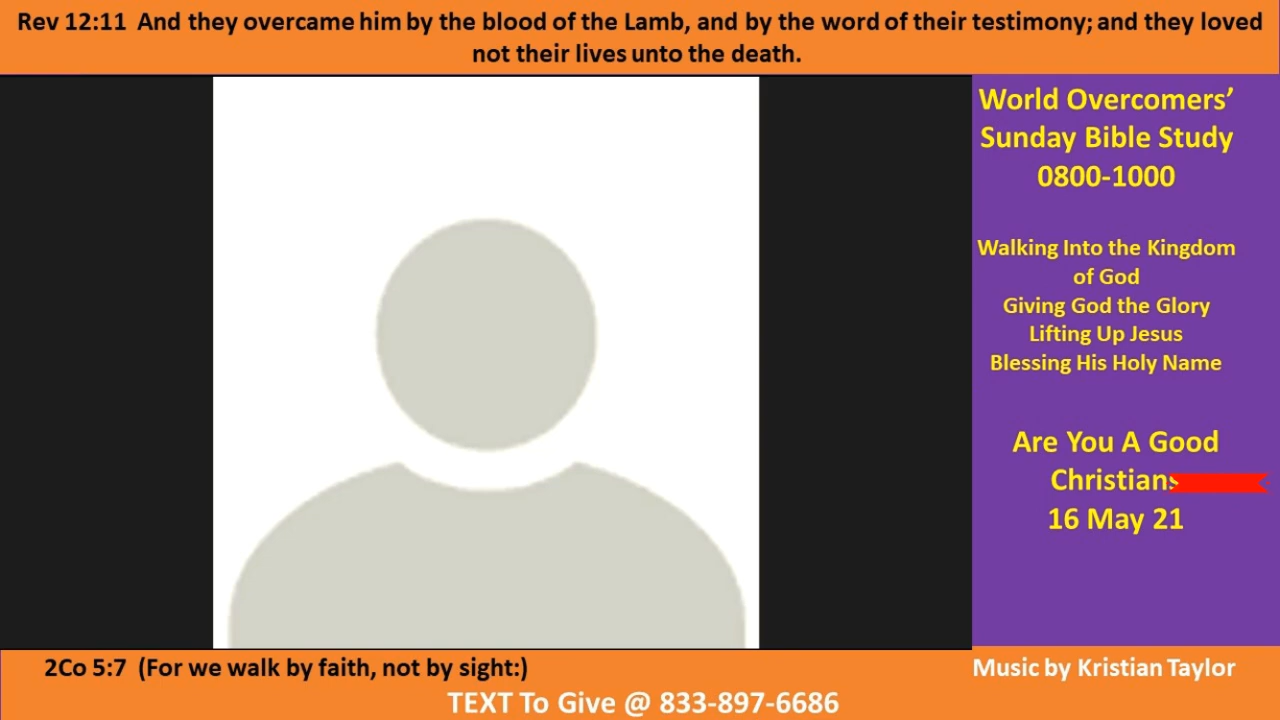 Rev 12:11 And they overcame him by the blood of the Lamb, and by the word of their testimony; and they loved
not their lives unto the death.
World Overcomers’
Sunday Bible Study
0800-1000
Walking Into the Kingdom
of God
Giving God the Glory
Lifting Up Jesus
Blessing His Holy Name
Are You A Good
Christians
16 May 21
2Co 5:7 (For we walk by faith, not by sight:)
Music by Kristian Taylor
TEXT To Give @ 833-897-6686